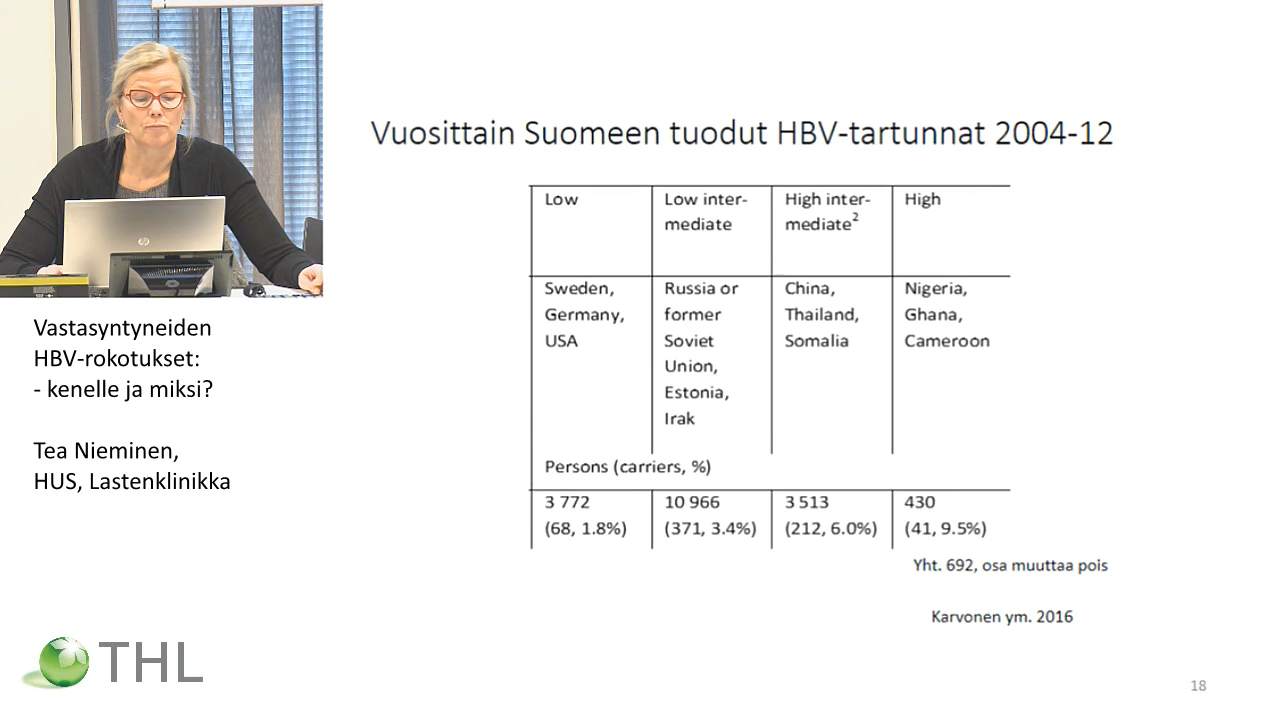 Vuosittain Suomeen tuodut HBV-tartunnat 2004-12
Low
Low inter-
mediate
High inter-
mediate2
High
Sweden,
Germany,
USA
Russia or
former
Soviet
Union,
Estonia,
Irak
China,
Thailand,
Somalia
Nigeria,
Ghana,
Cameroon
Persons (carriers, %)
3 772
(68, 1.8%)
10 966
(371, 3.4%)
3 513
(212, 6.0%)
430
(41, 9.5%)
Yht. 692, osa muuttaa pois
Karvonen ym. 2016
18
Vastasyntyneiden
HBV-rokotukset:
- kenelle ja miksi?
Tea Nieminen,
HUS, Lastenklinikka
THL
hp